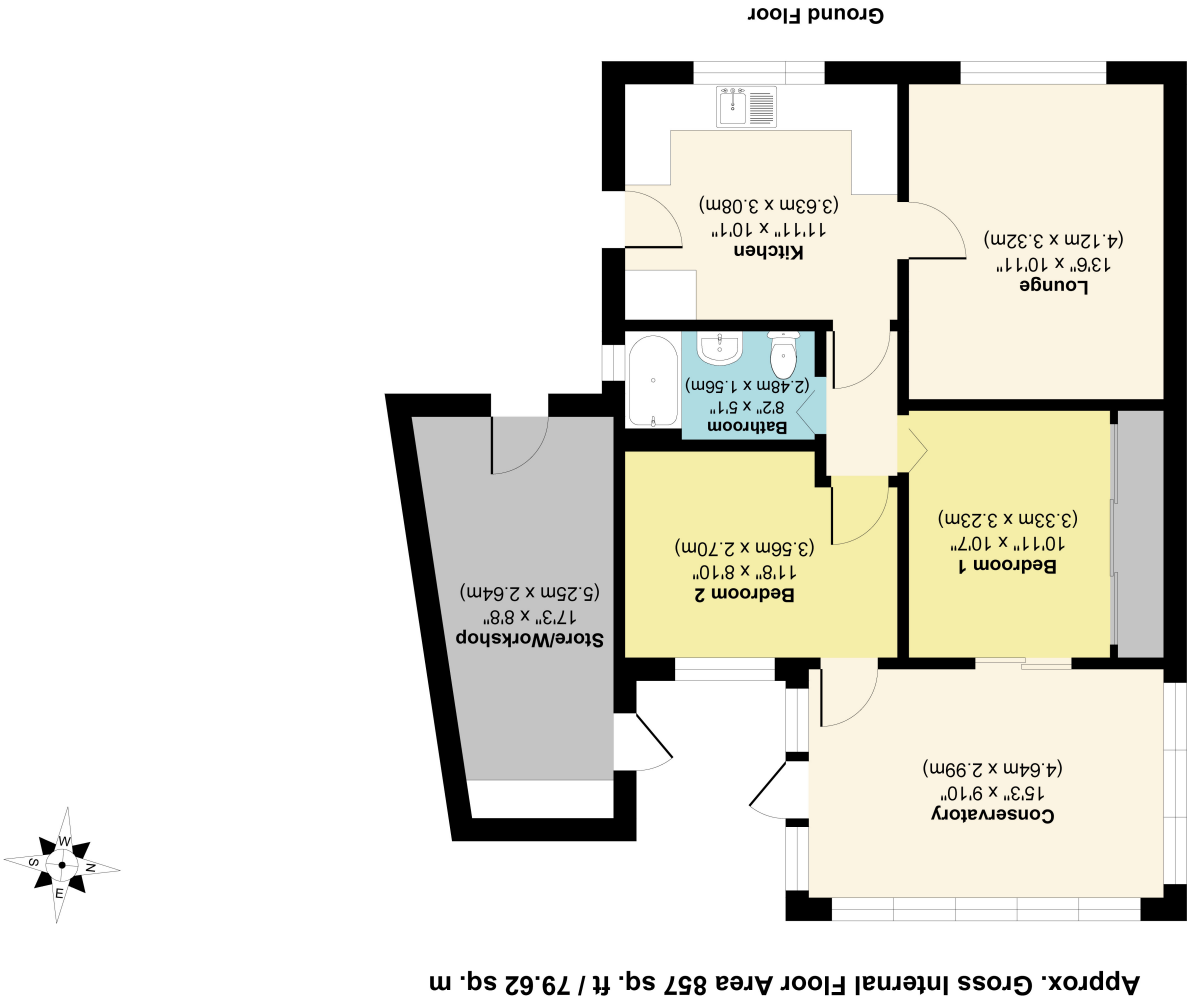 Approx. Gross Internal Floor Area 857 sq. ft / 79.62 sq. m
E
N
S
W
Conservatory
15'3" x 9'10"
(4.64m x 2.99m)
Store/Workshop
17'3" x 8'8"
(5.25m x 2.64m)
Bedroom 1
10'11" x 10'7"
(3.33m x 3.23m)
Bedroom 2
11'8" x 8'10"
(3.56m x 2.70m)
Bathroom
8'2" x 5'1"
(2.48m x 1.56m)
Lounge
13'6" x 10'11"
(4.12m x 3.32m)
Kitchen
11'11" x 10'1"
(3.63m x 3.08m)
Ground Floor